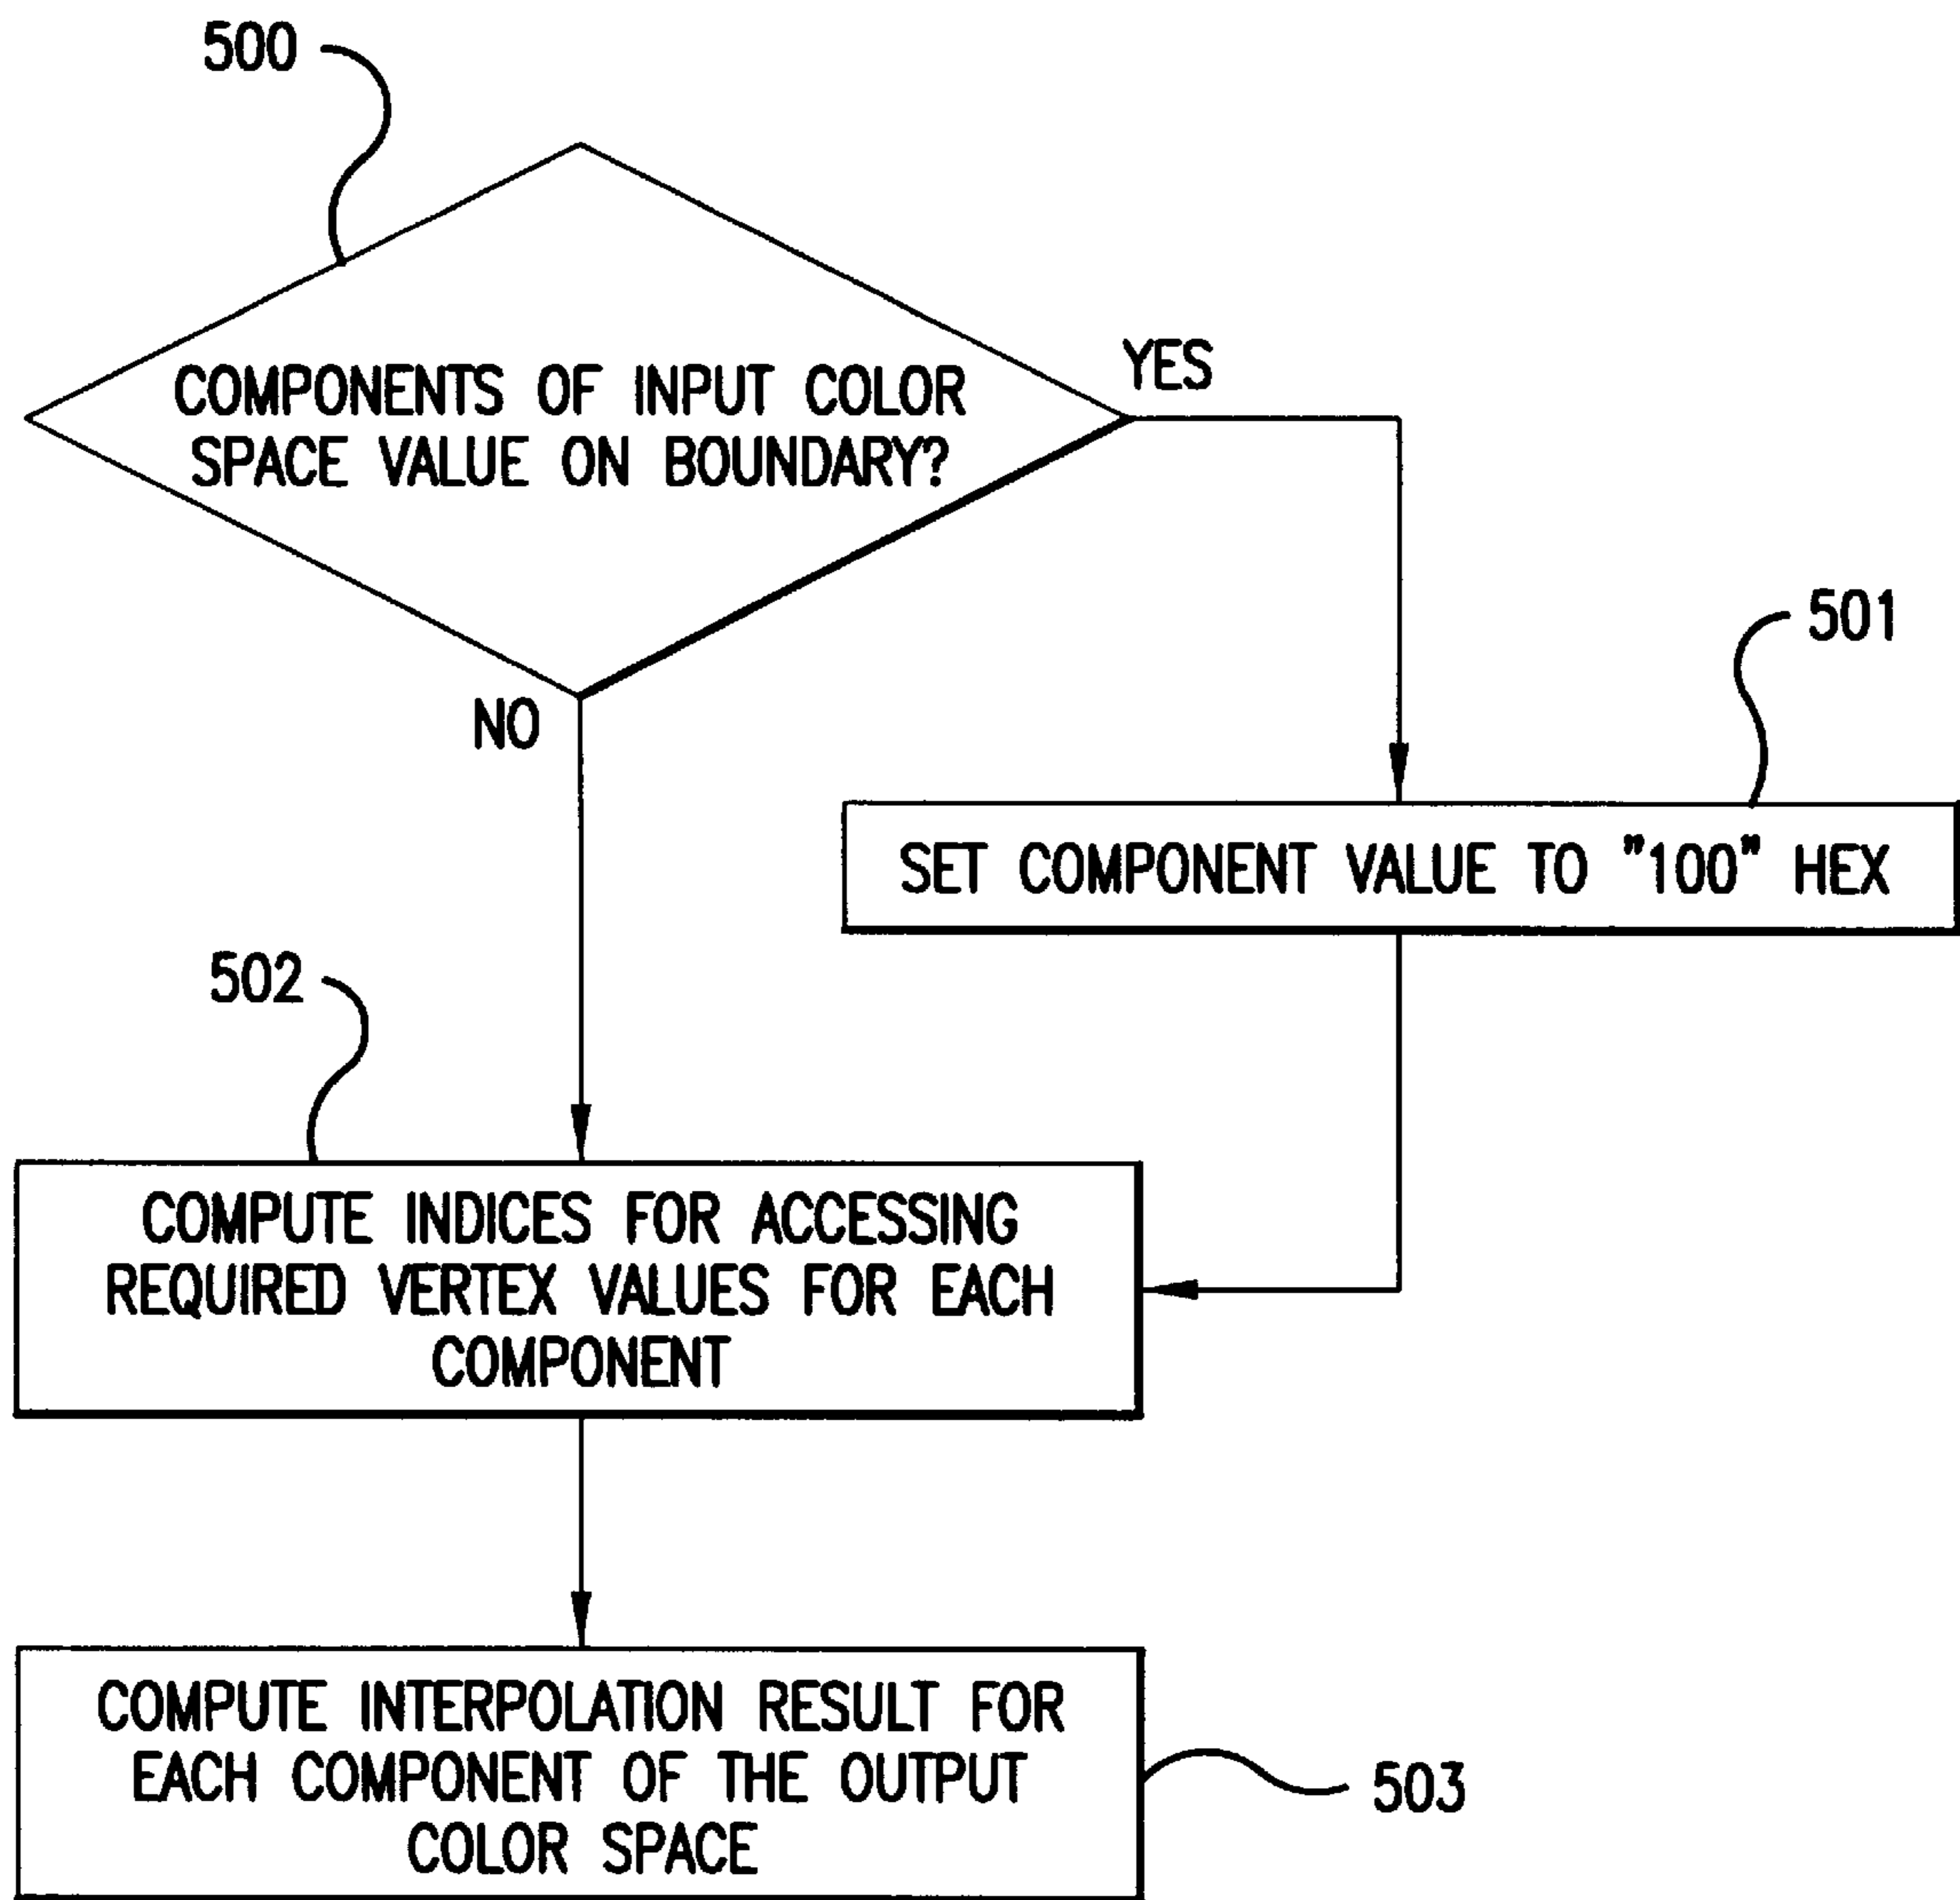 500
COMPONENTS OF INPUT COLOR
SPACE VALUE ON BOUNDARY?
YES
NO
501
SET COMPONENT VALUE TO "100" HEX
502
COMPUTE INDICES FOR ACCESSING
REQUIRED VERTEX VALUES FOR EACH
COMPONENT
COMPUTE INTERPOLATION RESULT FOR
EACH COMPONENT OF THE OUTPUT
COLOR SPACE
503